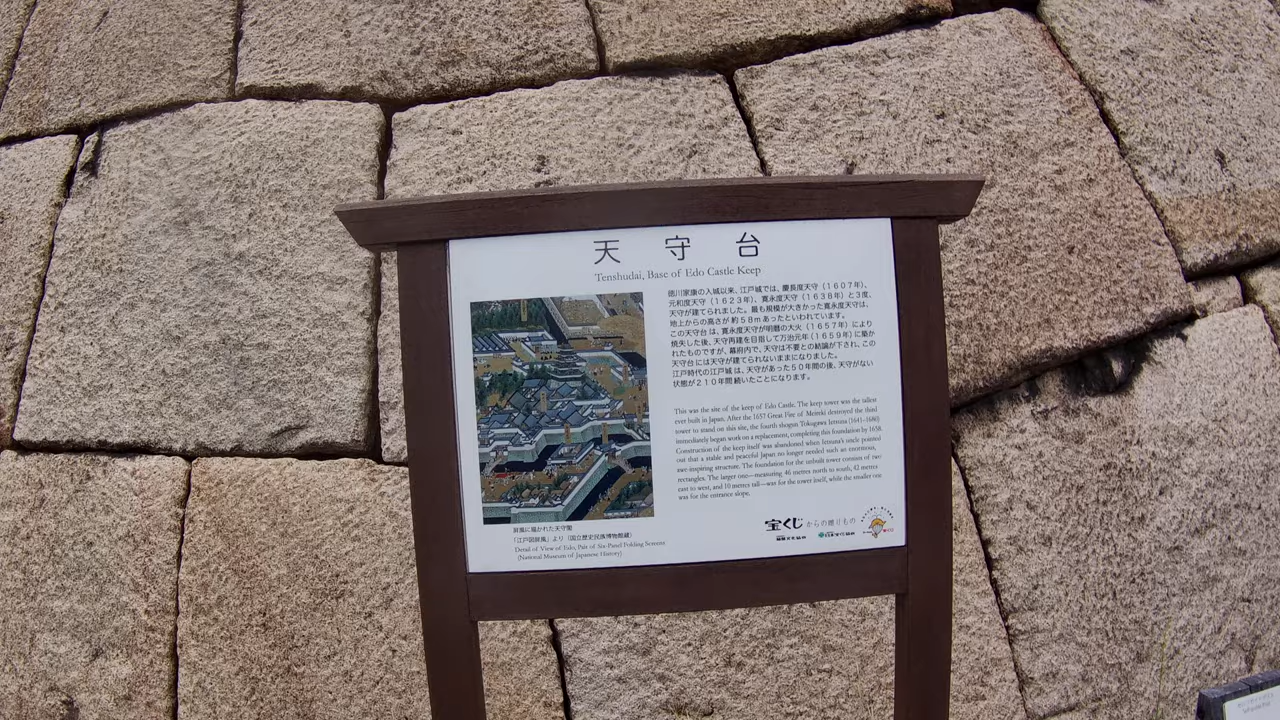 天守台
Tenshudai, Base of Edo Castle Keep
徳川家康の入城以来、江戸城では、慶長度天守（1607年）、
元和度天守（1623年）、寛永度天守（1638年）と3度、
天守が建てられました。最も規模が大きかった寛永度天守は、
地上からの高さが約58mあったといわれています。
この天守台は、寛永度天守が明暦の大火（1657年）により
焼失した後、天守再建を目指して万治元年（1659年）に築か
れたものですが、幕府内で、天守は不要との結論が下され、この
天守台には天守が建てられないままになりました。
江戸時代の江戸城は、天守があった50年間の後、天守がない
状態が210年間続いたことになります。
This was the site of the keep of Edo Castle. The keep tower was the tallest
ever built in Japan. After the 1657 Great Fire of Meireki destroyed the third
tower to stand on this site, the fourth shogun Tokugawa Ietsuna (1641–1680)
immediately began work on a replacement, completing this foundation by 1658.
Construction of the keep itself was abandoned when Ietsuna's uncle pointed
out that a stable and peaceful Japan no longer needed such an enormous,
awe-inspiring structure. The foundation for the unbuilt tower consists of two
rectangles. The larger one—measuring 46 metres north to south, 42 metres
east to west, and 10 metres tall—was for the tower itself, while the smaller one
was for the entrance slope.
屏風に描かれた天守閣
「江戸図屏風」より（国立歴史民俗博物館蔵）
Detail of View of Edo, Pair of Six-Panel Folding Screens
(National Museum of Japanese History)
宝くじからの贈りもの